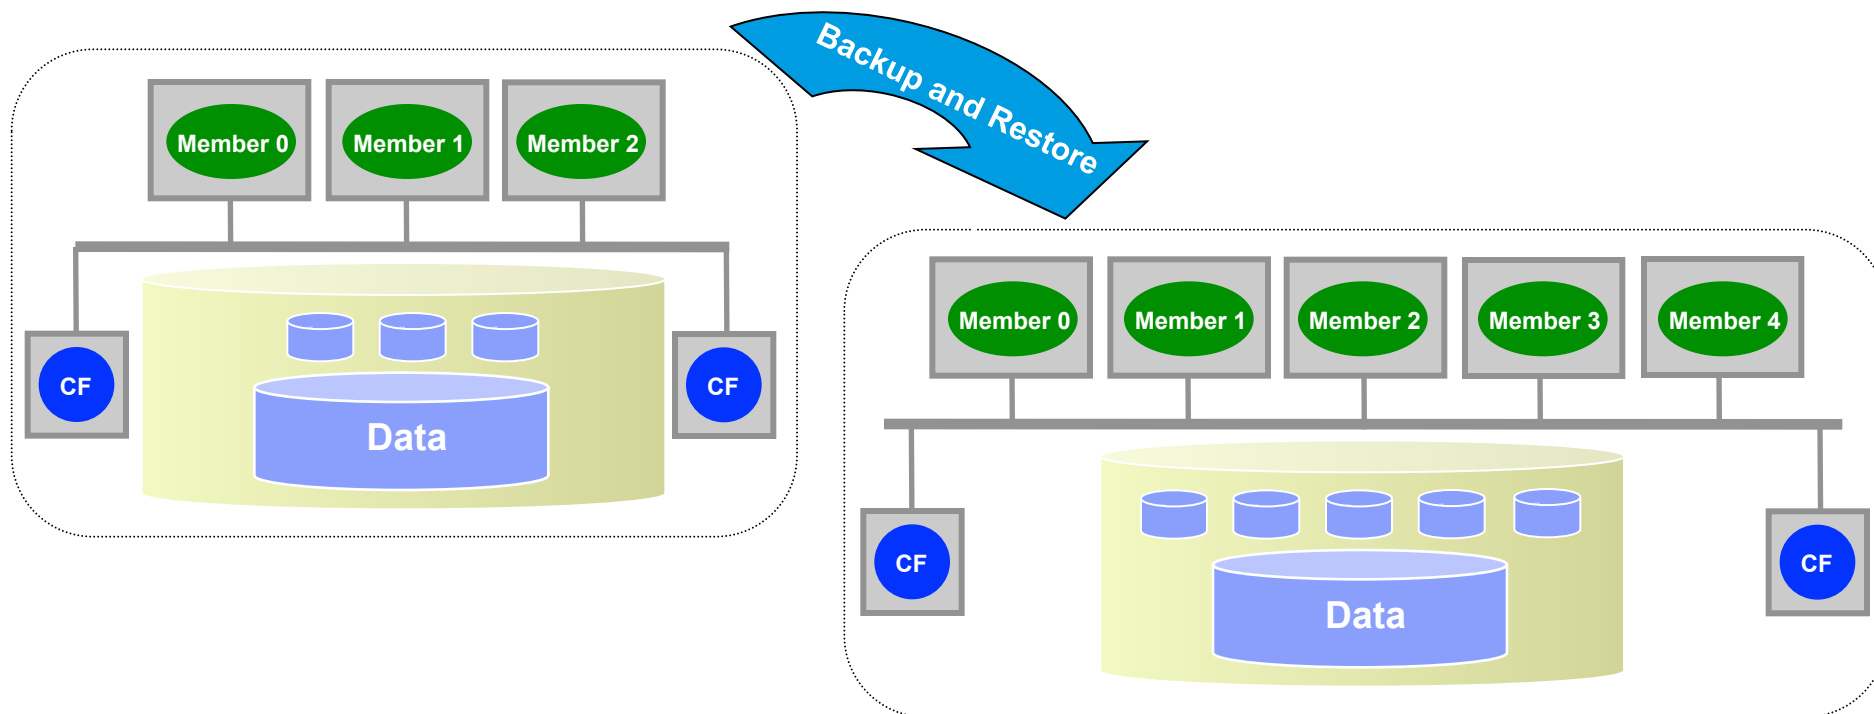 Backup and Restore
Member 0
Member 1
Member 2
CF
CF
Data
Member 0
Member 1
Member 2
Member 3
Member 4
CF
CF
Data